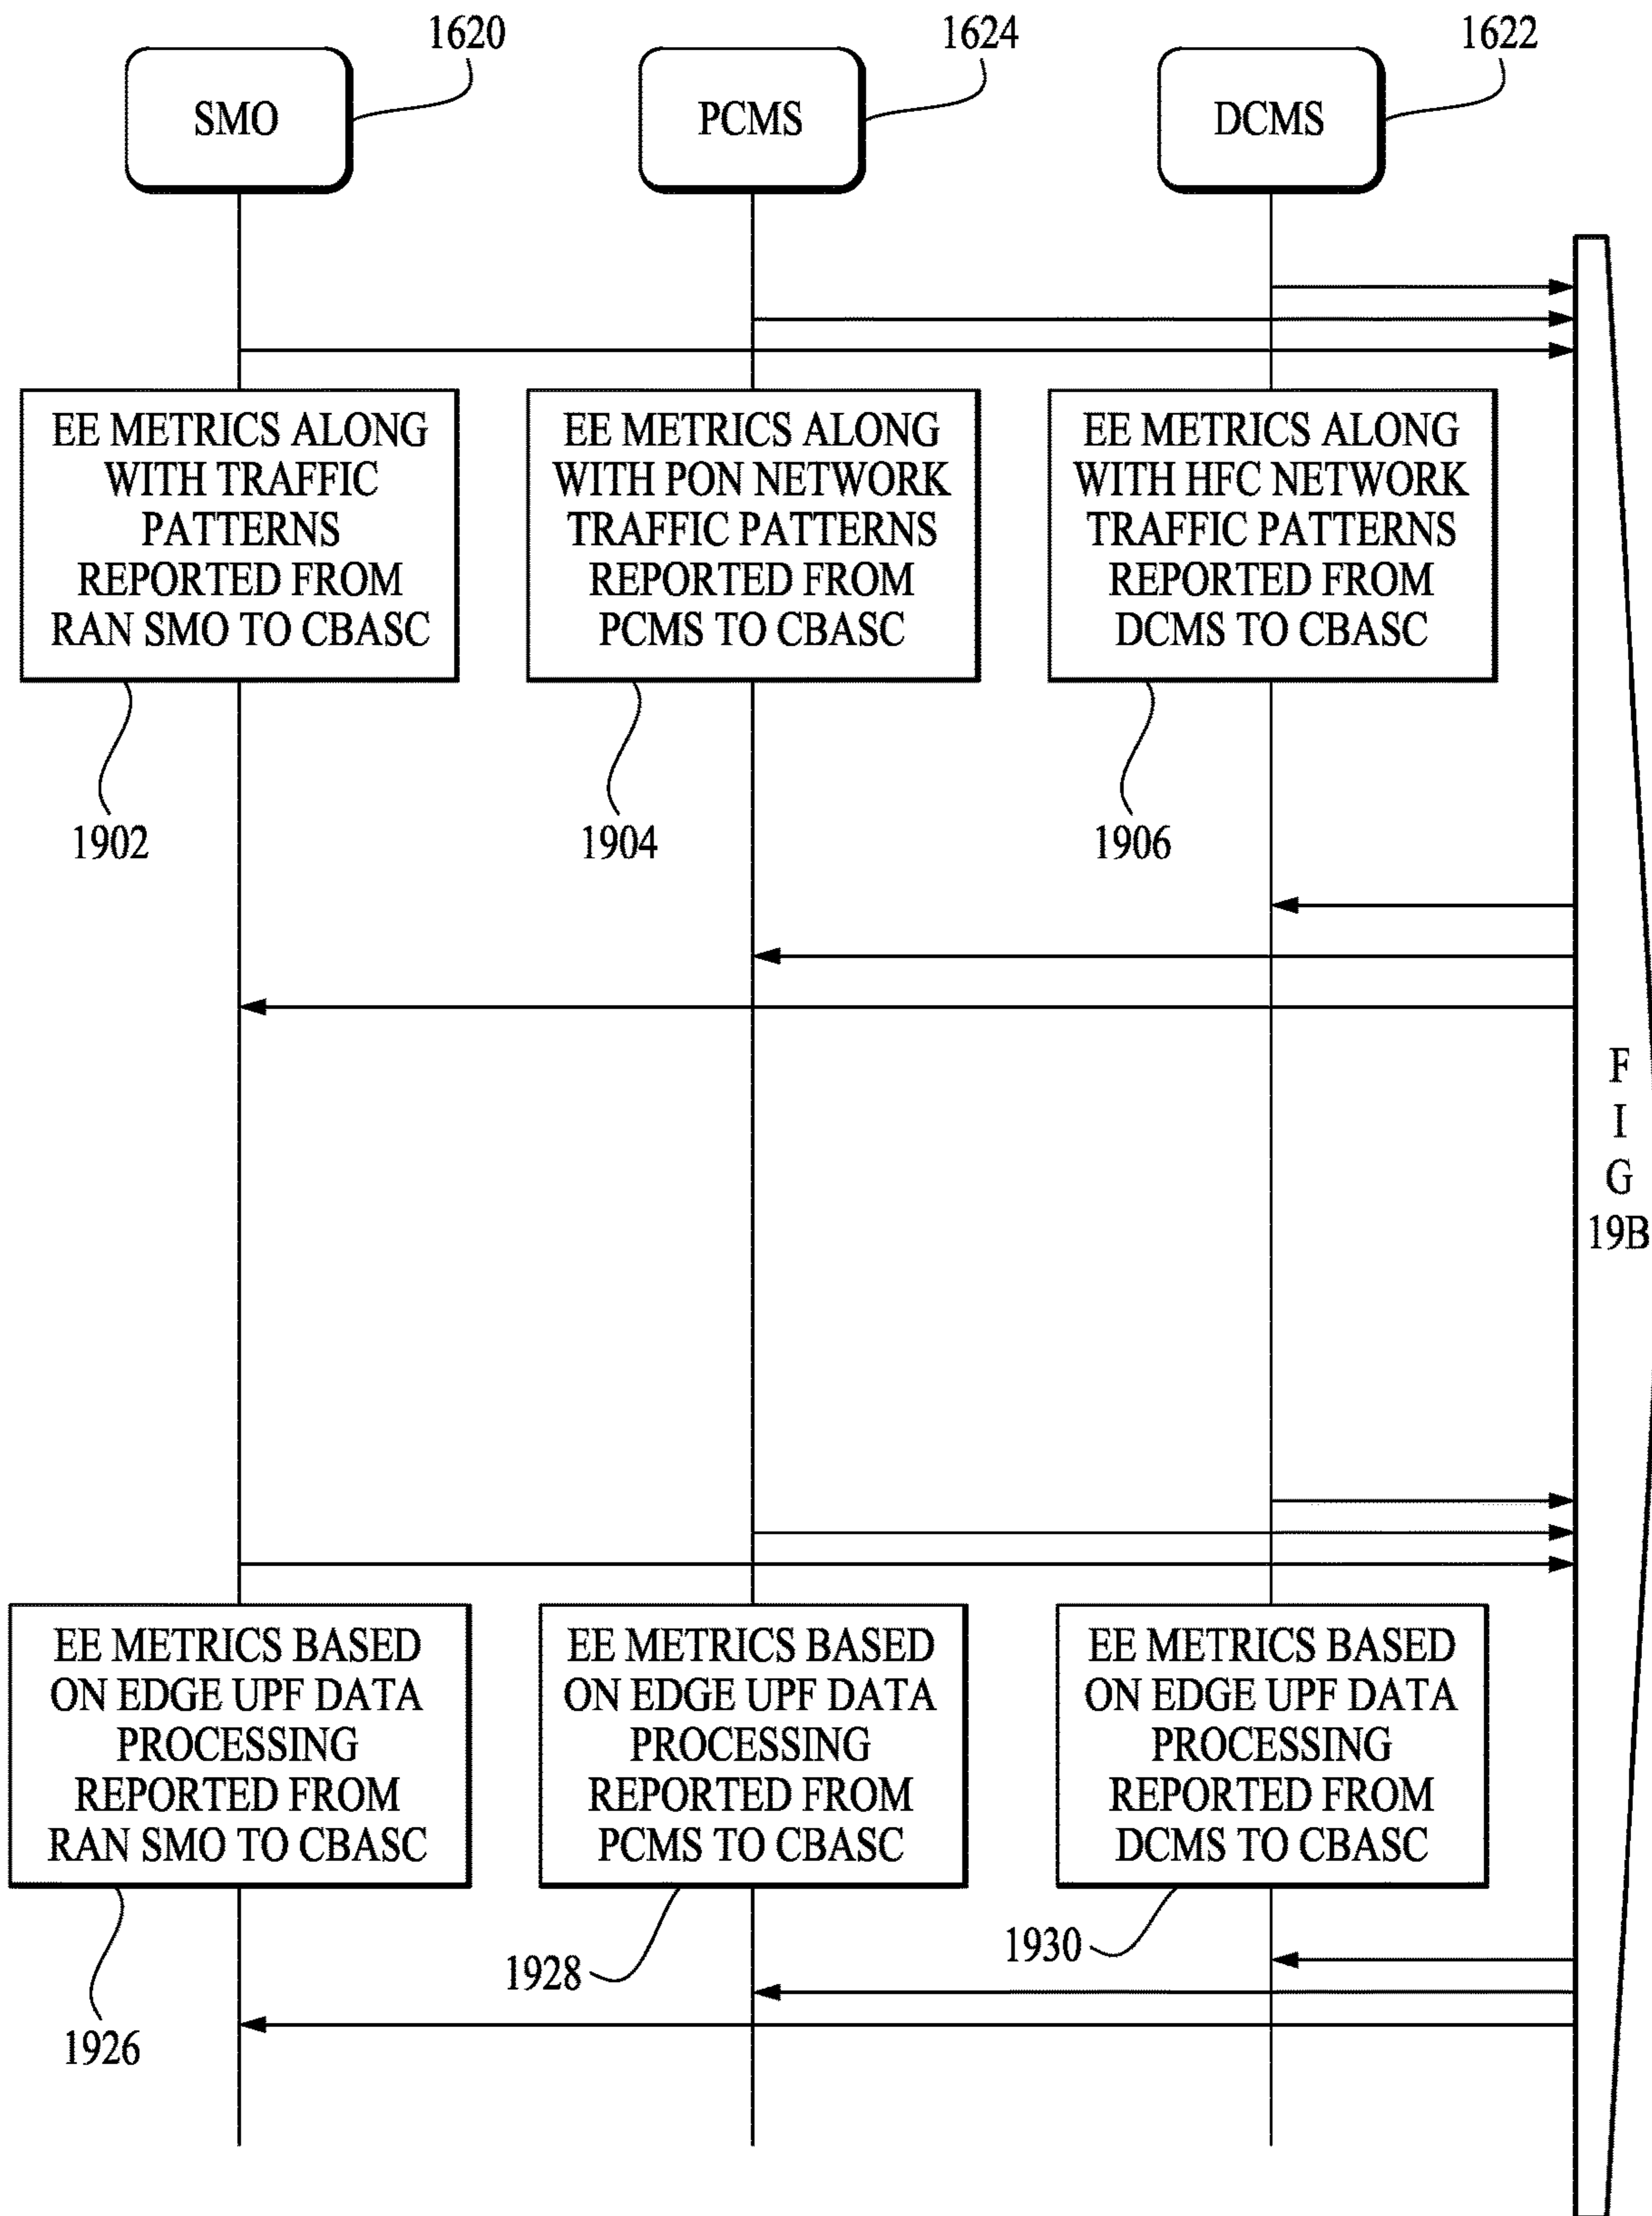 1620
1624
1622
SMO
PCMS
DCMS
EE METRICS ALONG
WITH TRAFFIC
PATTERNS
REPORTED FROM
RAN SMO TO CBASC
EE METRICS ALONG
WITH PON NETWORK
TRAFFIC PATTERNS
REPORTED FROM
PCMS TO CBASC
EE METRICS ALONG
WITH HFC NETWORK
TRAFFIC PATTERNS
REPORTED FROM
DCMS TO CBASC
1902
1904
1906
F
I
G
19B
EE METRICS BASED
ON EDGE UPF DATA
PROCESSING
REPORTED FROM
RAN SMO TO CBASC
EE METRICS BASED
ON EDGE UPF DATA
PROCESSING
REPORTED FROM
PCMS TO CBASC
EE METRICS BASED
ON EDGE UPF DATA
PROCESSING
REPORTED FROM
DCMS TO CBASC
1926
1928
1930